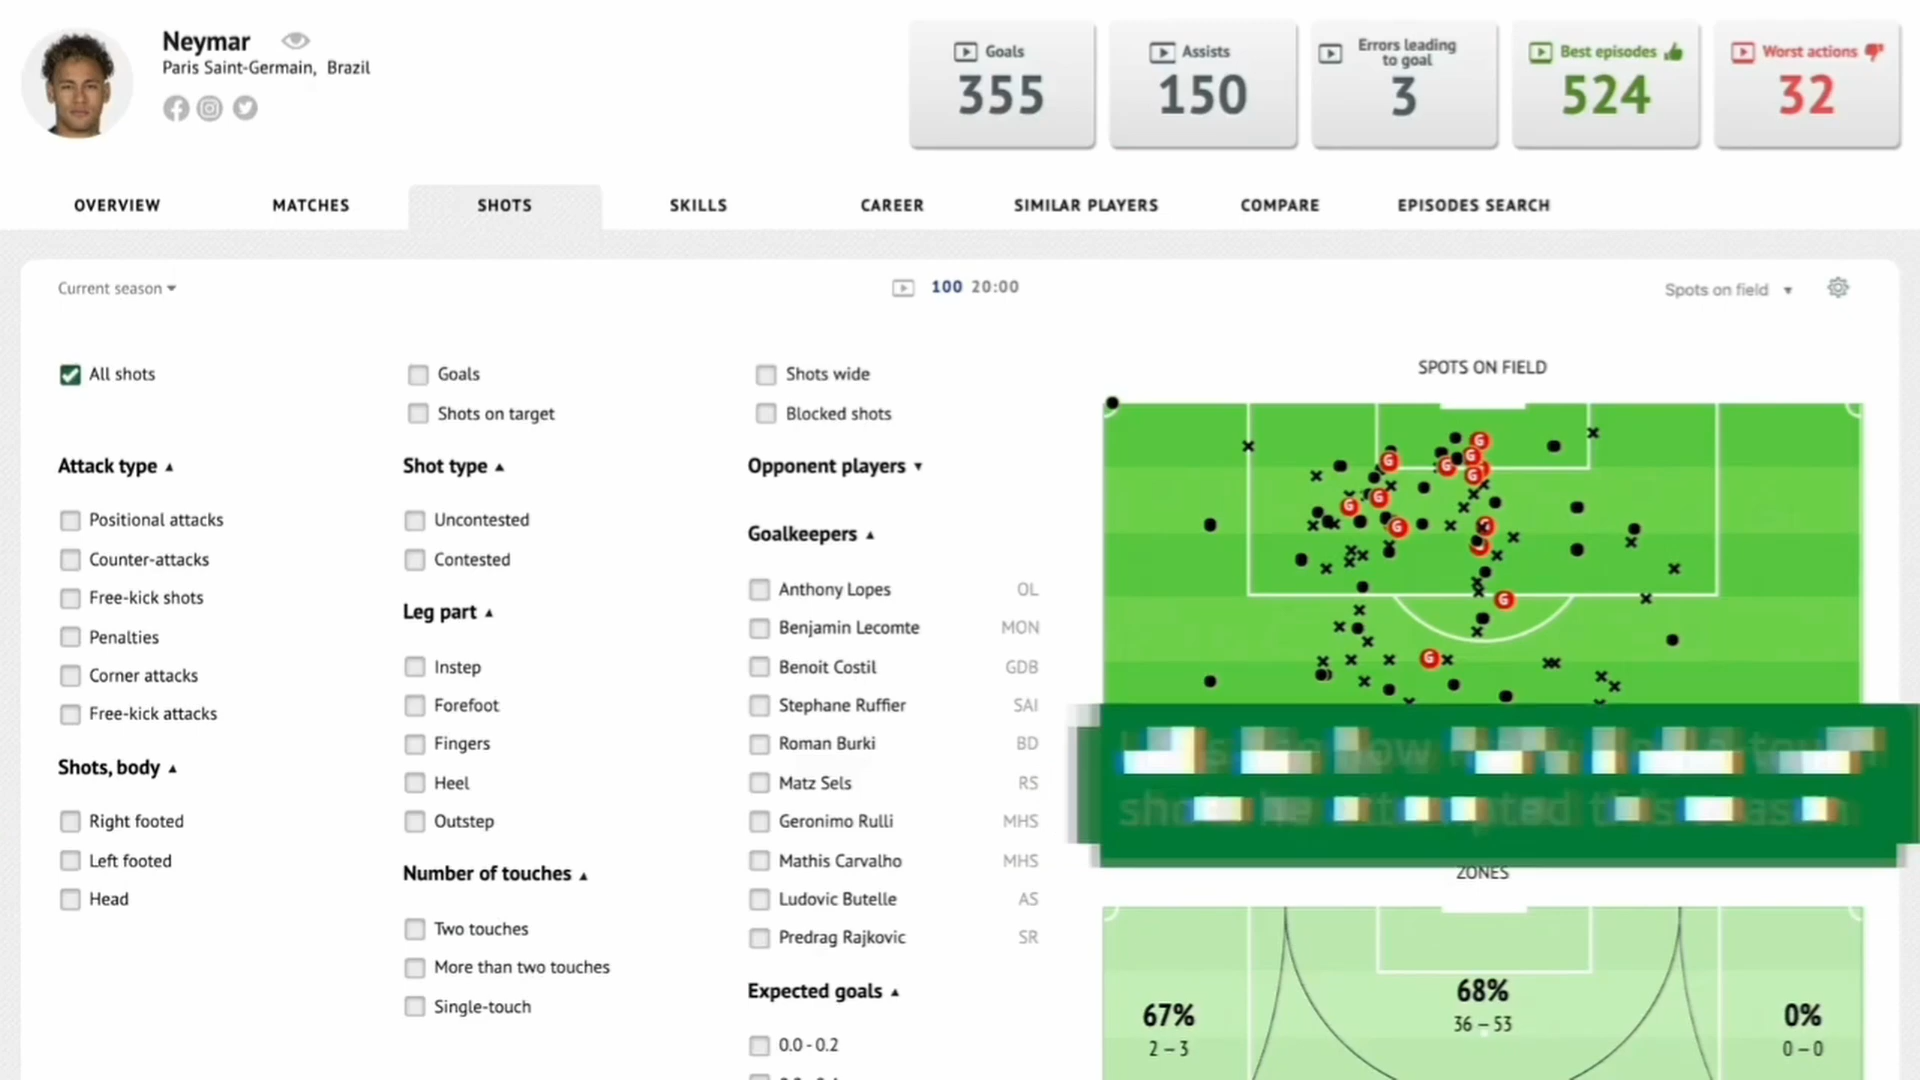 Neymar
Paris Saint-Germain, Brazil
Goals
355
Assists
150
Errors leading
to goal
3
Best episodes
524
Worst actions
32
OVERVIEW
MATCHES
SHOTS
SKILLS
CAREER
SIMILAR PLAYERS
COMPARE
EPISODES SEARCH
Current season
100 20:00
Spots on field
All shots
Goals
Shots on target
Shots wide
Blocked shots
Attack type
Positional attacks
Counter-attacks
Free-kick shots
Penalties
Corner attacks
Free-kick attacks
Shots, body
Right footed
Left footed
Head
Shot type
Uncontested
Contested
Leg part
Instep
Forefoot
Fingers
Heel
Outstep
Number of touches
Two touches
More than two touches
Single-touch
Opponent players
Goalkeepers
Anthony Lopes OL
Benjamin Lecomte MON
Benoit Costil GDB
Stephane Ruffier SAI
Roman Burki BD
Matz Sels RS
Geronimo Rulli MHS
Mathis Carvalho MHS
Ludovic Butelle AS
Predrag Rajkovic SR
Expected goals
0.0 - 0.2
SPOTS ON FIELD
G
G
G
G
G
G
G
G
G
G
G
G
ZONES
67%
2 – 3
68%
36 – 53
0%
0 – 0